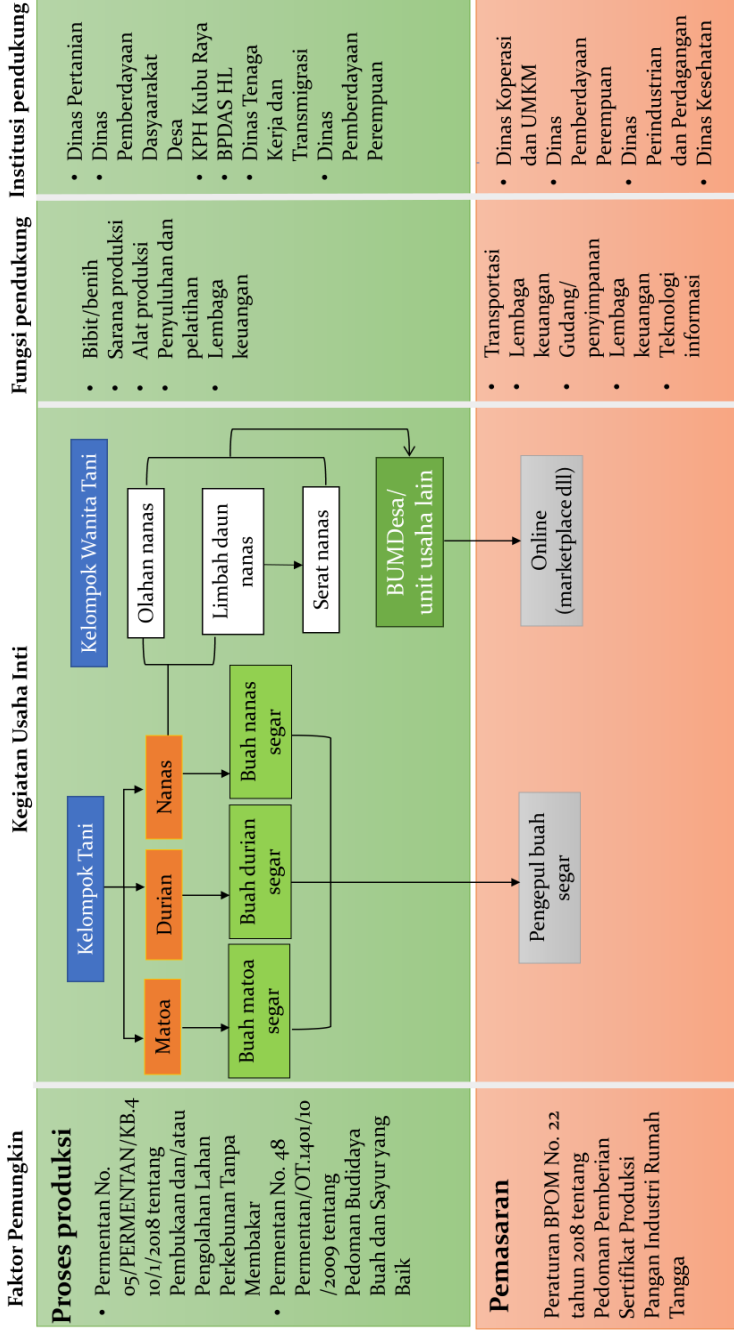 Faktor Pemungkin
Kegiatan Usaha Inti
Fungsi pendukung
Institusi pendukung
Proses produksi
• Permentan No.
05/PERMENTAN/KB.4
10/1/2018 tentang
Pembukaan dan/atau
Pengolahan Lahan
Perkebunan Tanpa
Membakar
• Permentan No. 48
Permentan/OT.1401/10
/2009 tentang
Pedoman Budidaya
Buah dan Sayur yang
Baik
Kelompok Tani
Kelompok Wanita Tani
Matoa
Durian
Nanas
Buah matoa
segar
Buah durian
segar
Buah nanas
segar
Olahan nanas
Limbah daun
nanas
Serat nanas
BUMDesa/
unit usaha lain
• Bibit/benih
• Sarana produksi
• Alat produksi
• Penyuluhan dan
pelatihan
• Lembaga
keuangan
• Dinas Pertanian
• Dinas
Pemberdayaan
Dasyaarakat
Desa
• KPH Kubu Raya
• BPDAS HL
• Dinas Tenaga
Kerja dan
Transmigrasi
• Dinas
Pemberdayaan
Perempuan
Pemasaran
Peraturan BPOM No. 22
tahun 2018 tentang
Pedoman Pemberian
Sertifikat Produksi
Pangan Industri Rumah
Tangga
Pengepul buah
segar
Online
(marketplace dll)
• Transportasi
• Lembaga
keuangan
• Gudang/
penyimpanan
• Lembaga
keuangan
• Teknologi
informasi
• Dinas Koperasi
dan UMKM
• Dinas
Pemberdayaan
Perempuan
• Dinas
Perindustrian
dan Perdagangan
• Dinas Kesehatan